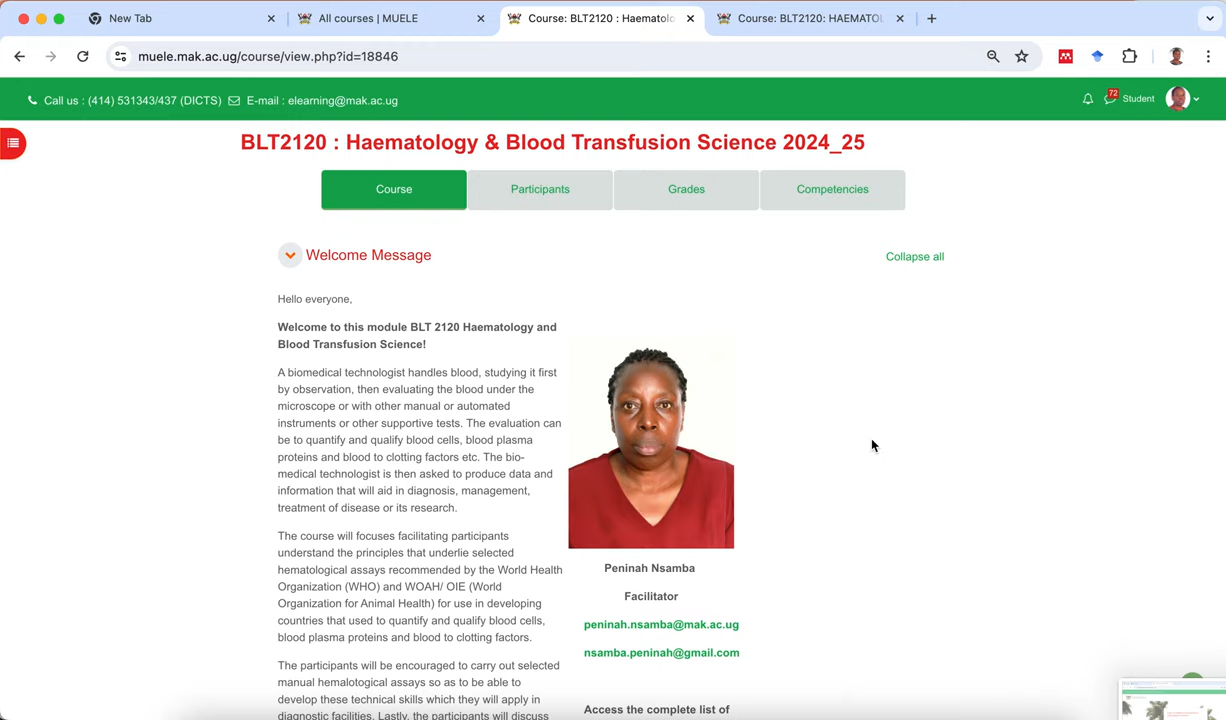 New Tab
All courses | MUELE
Course: BLT2120 : Haematolo
Course: BLT2120: HAEMATOL
muele.mak.ac.ug/course/view.php?id=18846
Call us : (414) 531343/437 (DICTS) E-mail : elearning@mak.ac.ug
72
Student
BLT2120 : Haematology & Blood Transfusion Science 2024_25
Course
Participants
Grades
Competencies
Welcome Message
Collapse all
Hello everyone,
Welcome to this module BLT 2120 Haematology and
Blood Transfusion Science!
A biomedical technologist handles blood, studying it first
by observation, then evaluating the blood under the
microscope or with other manual or automated
instruments or other supportive tests. The evaluation can
be to quantify and qualify blood cells, blood plasma
proteins and blood to clotting factors etc. The bio-
medical technologist is then asked to produce data and
information that will aid in diagnosis, management,
treatment of disease or its research.
The course will focuses facilitating participants
understand the principles that underlie selected
hematological assays recommended by the World Health
Organization (WHO) and WOAH/ OIE (World
Organization for Animal Health) for use in developing
countries that used to quantify and qualify blood cells,
blood plasma proteins and blood to clotting factors.
The participants will be encouraged to carry out selected
manual hemalotogical assays so as to be able to
develop these technical skills which they will apply in
diagnostic facilities. Lastly, the participants will discuss
Peninah Nsamba
Facilitator
peninah.nsamba@mak.ac.ug
nsamba.peninah@gmail.com
Access the complete list of